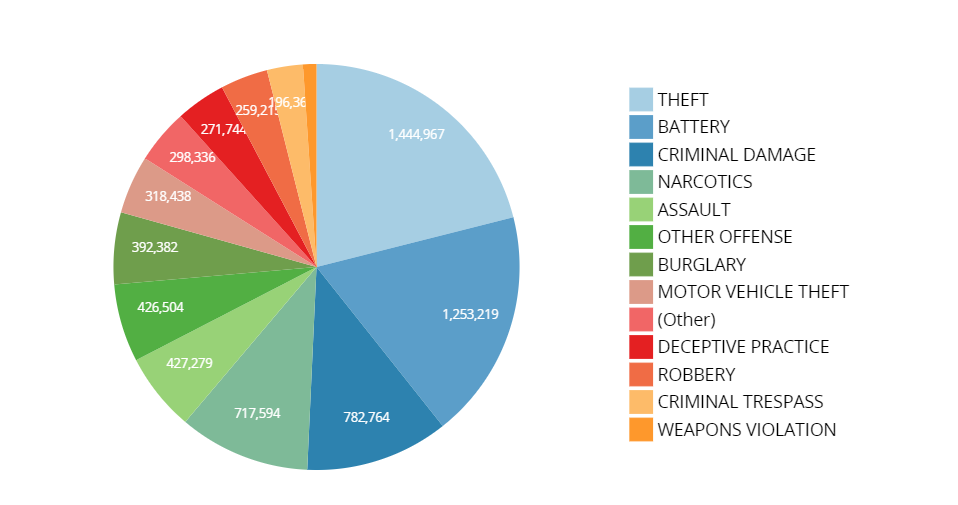 1,444,967
1,253,219
782,764
717,594
427,279
426,504
392,382
318,438
298,336
271,744
THEFT
BATTERY
CRIMINAL DAMAGE
NARCOTICS
ASSAULT
OTHER OFFENSE
BURGLARY
MOTOR VEHICLE THEFT
(Other)
DECEPTIVE PRACTICE
ROBBERY
CRIMINAL TRESPASS
WEAPONS VIOLATION